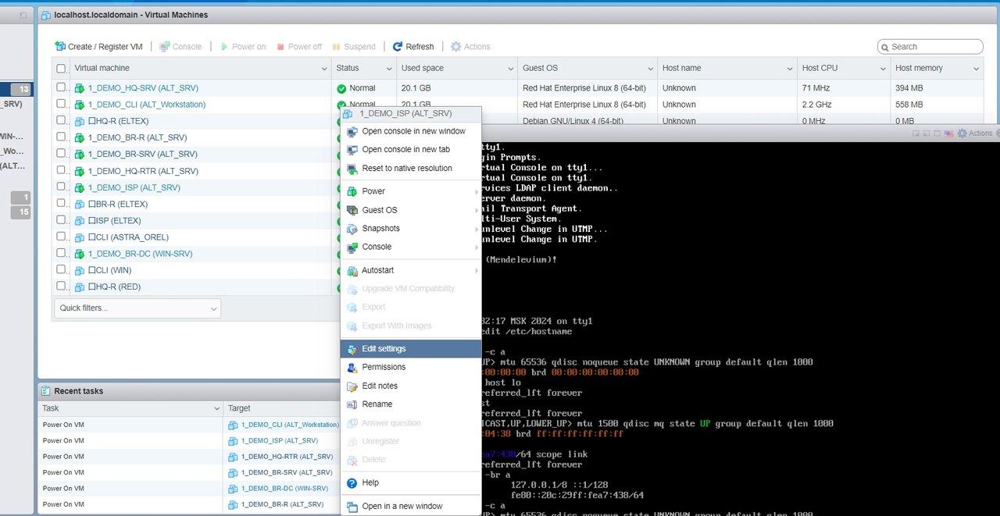 localhost.localdomain - Virtual Machines
Create / Register VM Console Power on Power off Suspend Refresh Actions Search
Virtual machine Status Used space Guest OS Host name Host CPU Host memory
13
_SRV)
WIN-...
_Wo...
(ALT...
1
15
1_DEMO_HQ-SRV (ALT_SRV) Normal 20.1 GB Red Hat Enterprise Linux 8 (64-bit) Unknown 71 MHz 394 MB
1_DEMO_CLI (ALT_Workstation) Normal 20.1 GB Red Hat Enterprise Linux 8 (64-bit) Unknown 2.2 GHz 558 MB
HQ-R (ELTEX) Debian GNU/Linux 4 (64-bit) Unknown 0 MHz 0 MB
1_DEMO_BR-R (ALT_SRV)
1_DEMO_BR-SRV (ALT_SRV)
1_DEMO_HQ-RTR (ALT_SRV)
1_DEMO_ISP (ALT_SRV)
BR-R (ELTEX)
ISP (ELTEX)
CLI (ASTRA_OREL)
1_DEMO_BR-DC (WIN-SRV)
CLI (WIN)
HQ-R (RED)
Quick filters...
1_DEMO_ISP (ALT_SRV)
Open console in new window
Open console in new tab
Reset to native resolution
Power
Guest OS
Snapshots
Console
Autostart
Upgrade VM Compatibility
Export
Export With Images
Edit settings
Permissions
Edit notes
Rename
Answer question
Unregister
Delete
Help
Open in a new window
Actions
tty1.
gin Prompts.
rtual Console on tty1...
rtual Console on tty1.
rvices LDAP client daemon..
erver daemon.
ail Transport Agent.
lti-User System.
unlevel Change in UTMP...
unlevel Change in UTMP.
(Mendelevium)!
32:17 MSK 2024 on tty1
edit /etc/hostname
-c a
UP> mtu 65536 qdisc noqueue state UNKNOWN group default qlen 1000
:00:00:00 brd 00:00:00:00:00:00
host lo
referred_lft forever
st
referred_lft forever
ICAST,UP,LOWER_UP> mtu 1500 qdisc mq state UP group default qlen 1000
:04:38 brd ff:ff:ff:ff:ff:ff
ea7:438/64 scope link
referred_lft forever
-br a
127.0.0.1/8 ::1/128
fe80::20c:29ff:fea7:438/64
-c a
UP> mtu 65536 qdisc noqueue state UNKNOWN group default qlen 1000
Recent tasks
Task Target
Power On VM 1_DEMO_CLI (ALT_Workstation)
Power On VM 1_DEMO_ISP (ALT_SRV)
Power On VM 1_DEMO_HQ-RTR (ALT_SRV)
Power On VM 1_DEMO_BR-SRV (ALT_SRV)
Power On VM 1_DEMO_BR-DC (WIN-SRV)
Power On VM 1_DEMO_BR-R (ALT_SRV)